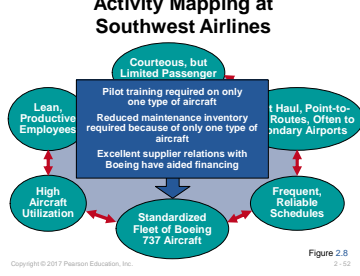 Activity Mapping at
Southwest Airlines
Courteous, but
Limited Passenger
Lean,
Productive
Employees
Pilot training required on only
one type of aircraft
Reduced maintenance inventory
required because of only one type of
aircraft
Excellent supplier relations with
Boeing have aided financing
t Haul, Point-to-
Routes, Often to
ondary Airports
High
Aircraft
Utilization
Standardized
Fleet of Boeing
737 Aircraft
Frequent,
Reliable
Schedules
Figure 2.8
Copyright © 2017 Pearson Education, Inc.
2 - 52